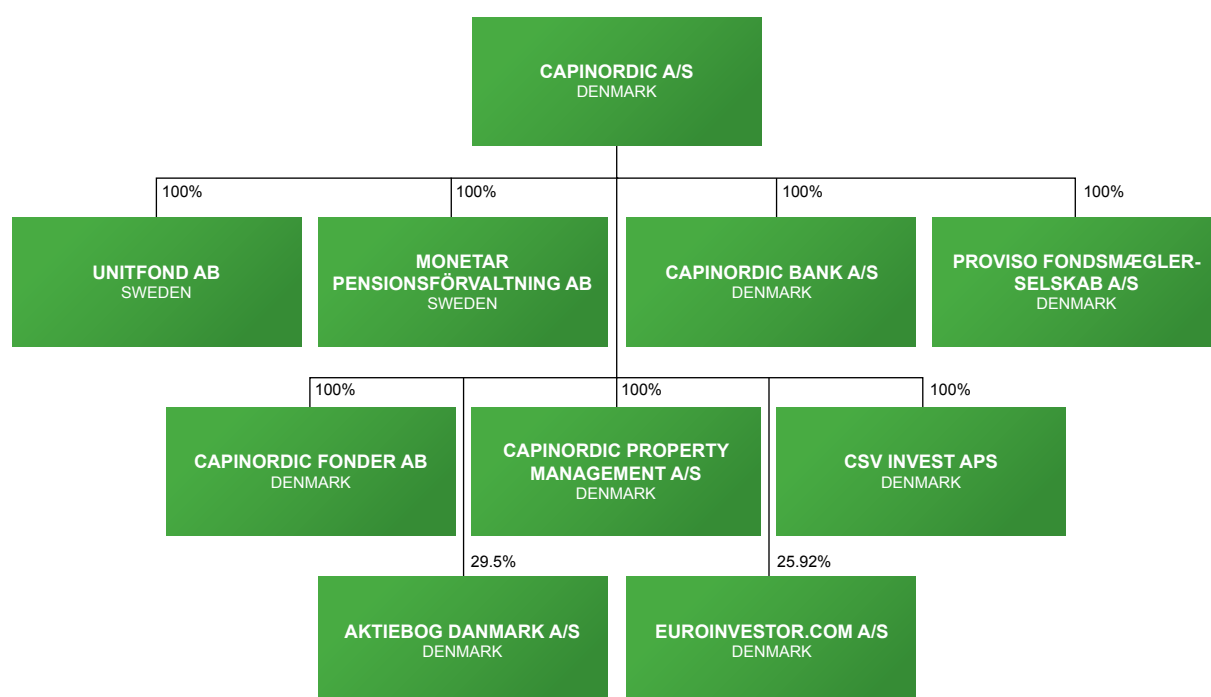 CAPINORDIC A/S
DENMARK
100%
100%
100%
100%
UNITFOND AB
SWEDEN
MONETAR
PENSIONSFÖRVALTNING AB
SWEDEN
CAPINORDIC BANK A/S
DENMARK
PROVISO FONDSMÆGLER-
SELSKAB A/S
DENMARK
100%
100%
100%
CAPINORDIC FONDER AB
DENMARK
CAPINORDIC PROPERTY
MANAGEMENT A/S
DENMARK
CSV INVEST APS
DENMARK
29.5%
25.92%
AKTIEBOG DANMARK A/S
DENMARK
EUROINVESTOR.COM A/S
DENMARK